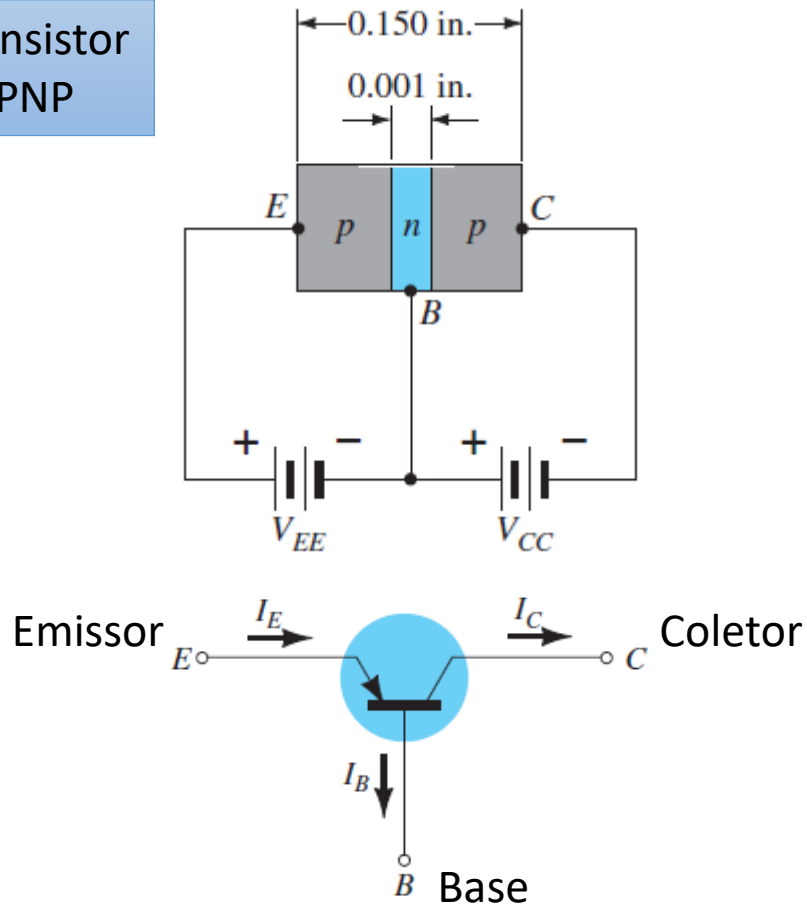 nsistor
PNP
0.150 in.
0.001 in.
E
p
n
p
C
B
+ − + −
V_EE V_CC
Emissor E I_E I_C C Coletor
I_B
B Base